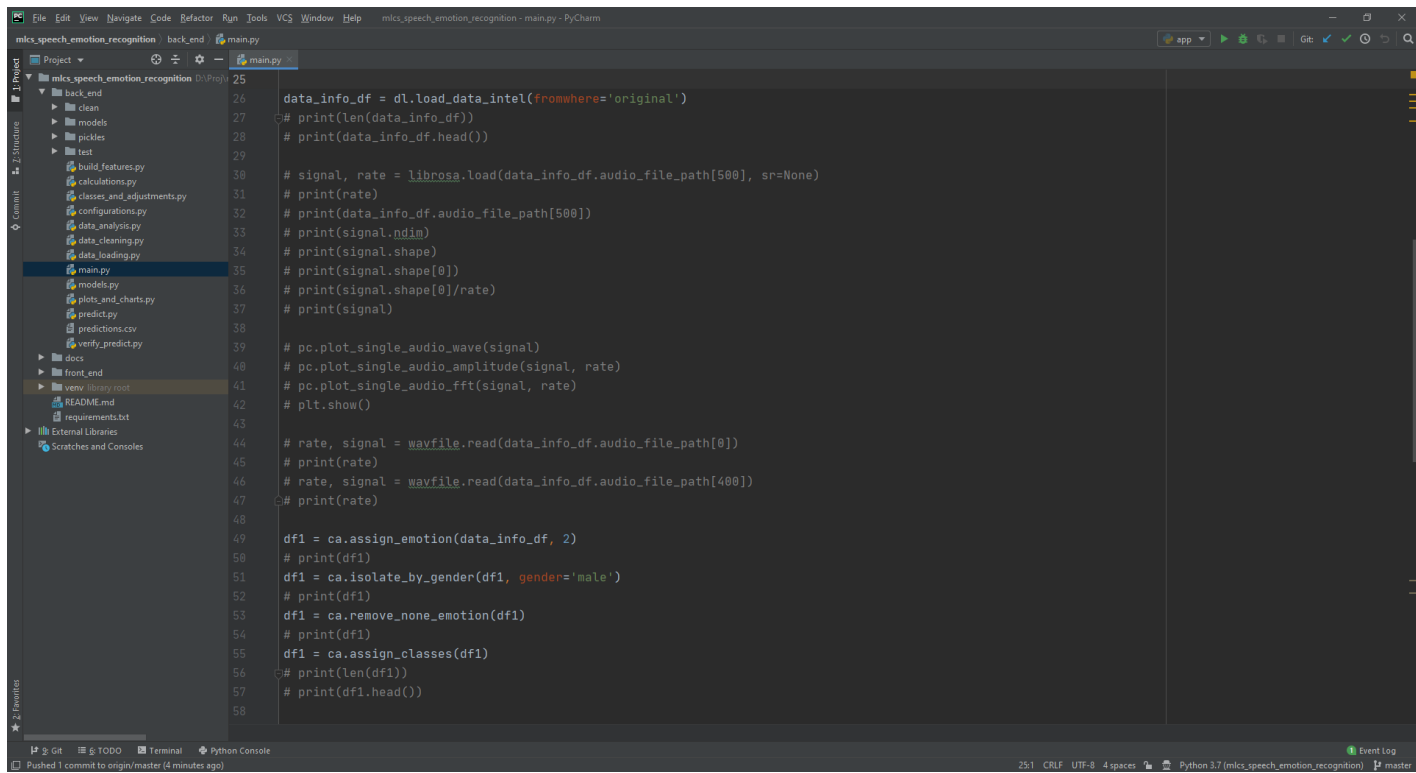 PC File Edit View Navigate Code Refactor Run Tools VCS Window Help mlcs_speech_emotion_recognition - main.py - PyCharm
mlcs_speech_emotion_recognition back_end main.py
app Git:
Project
main.py
1: Project
Z: Structure
Commit
2: Favorites
mlcs_speech_emotion_recognition D:\Proj\
back_end
clean
models
pickles
test
build_features.py
calculations.py
classes_and_adjustments.py
configurations.py
data_analysis.py
data_cleaning.py
data_loading.py
main.py
models.py
plots_and_charts.py
predict.py
predictions.csv
verify_predict.py
docs
front_end
venv library root
README.md
requirements.txt
External Libraries
Scratches and Consoles
25
26 data_info_df = dl.load_data_intel(fromwhere='original')
27 # print(len(data_info_df))
28 # print(data_info_df.head())
29
30 # signal, rate = librosa.load(data_info_df.audio_file_path[500], sr=None)
31 # print(rate)
32 # print(data_info_df.audio_file_path[500])
33 # print(signal.ndim)
34 # print(signal.shape)
35 # print(signal.shape[0])
36 # print(signal.shape[0]/rate)
37 # print(signal)
38
39 # pc.plot_single_audio_wave(signal)
40 # pc.plot_single_audio_amplitude(signal, rate)
41 # pc.plot_single_audio_fft(signal, rate)
42 # plt.show()
43
44 # rate, signal = wavfile.read(data_info_df.audio_file_path[0])
45 # print(rate)
46 # rate, signal = wavfile.read(data_info_df.audio_file_path[400])
47 # print(rate)
48
49 df1 = ca.assign_emotion(data_info_df, 2)
50 # print(df1)
51 df1 = ca.isolate_by_gender(df1, gender='male')
52 # print(df1)
53 df1 = ca.remove_none_emotion(df1)
54 # print(df1)
55 df1 = ca.assign_classes(df1)
56 # print(len(df1))
57 # print(df1.head())
58
9: Git 6: TODO Terminal Python Console 1 Event Log
Pushed 1 commit to origin/master (4 minutes ago) 25:1 CRLF UTF-8 4 spaces Python 3.7 (mlcs_speech_emotion_recognition) master